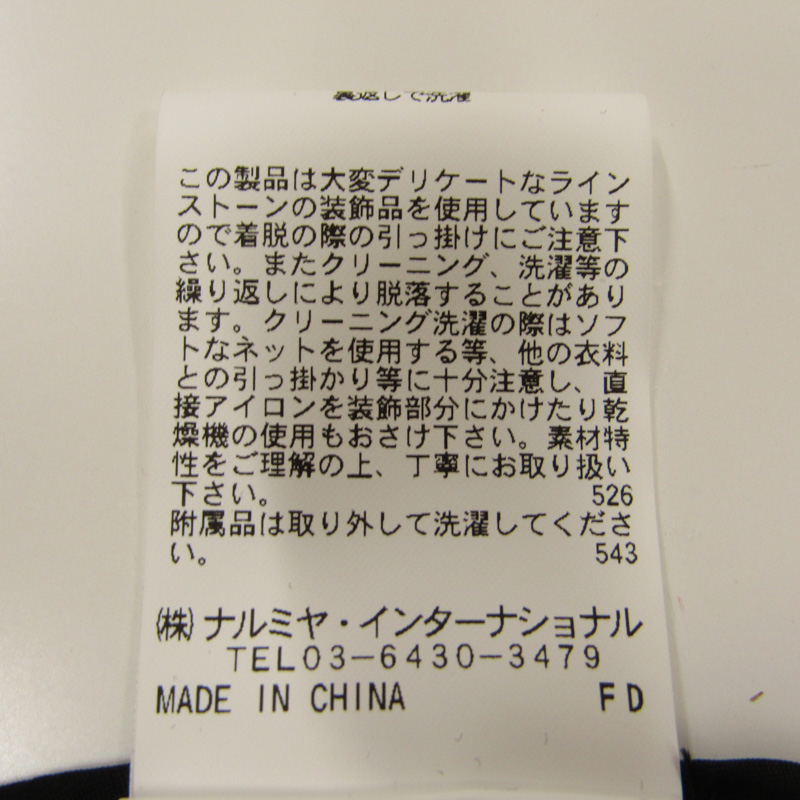 裏返しで洗濯
この製品は大変デリケートなライン
ストーンの装飾品を使用しています
ので着脱の際の引っ掛けにご注意下
さい。またクリーニング、洗濯等の
繰り返しにより脱落することがあり
ます。クリーニング洗濯の際はソフ
トなネットを使用する等、他の衣料
との引っ掛かり等に十分注意し、直
接アイロンを装飾部分にかけたり乾
燥機の使用もおさけ下さい。素材特
性をご理解の上、丁寧にお取り扱い
下さい。 526
附属品は取り外して洗濯してくださ
い。 543
㈱ ナルミヤ・インターナショナル
TEL03-6430-3479
MADE IN CHINA FD